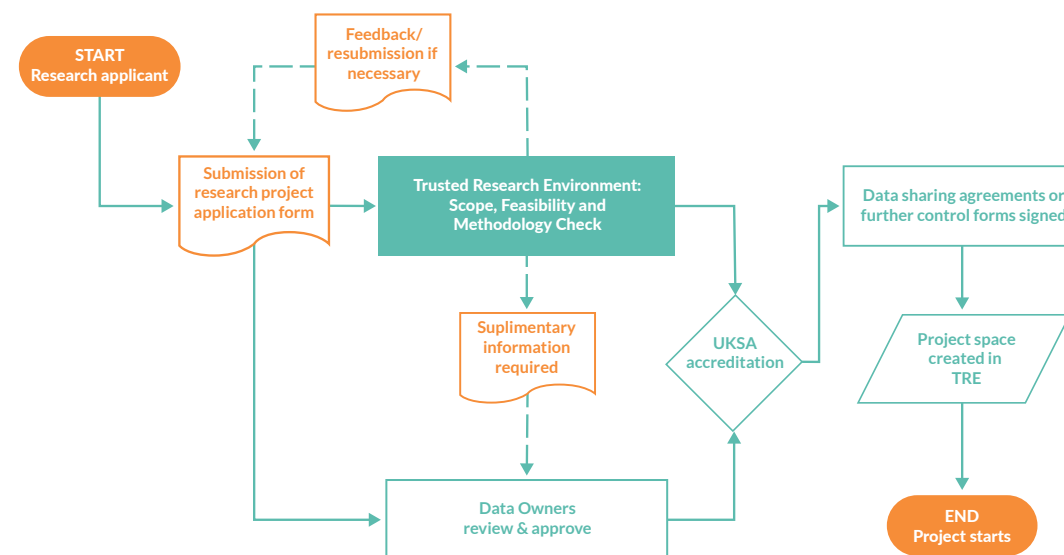 START
Research applicant
Feedback/
resubmission if
necessary
Submission of
research project
application form
Trusted Research Environment:
Scope, Feasibility and
Methodology Check
Suplimentary
information
required
Data Owners
review & approve
UKSA
accreditation
Data sharing agreements or
further control forms signed
Project space
created in
TRE
END
Project starts